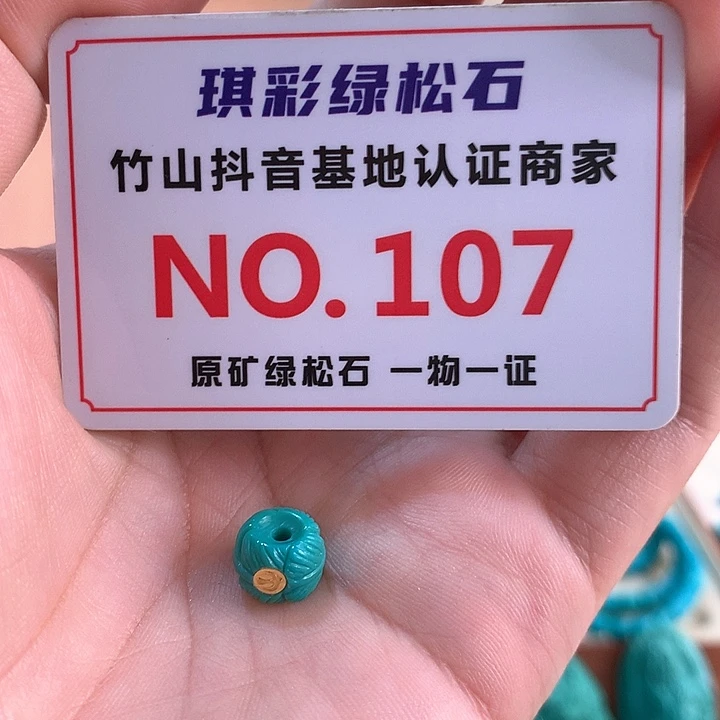 琪彩绿松石
竹山抖音基地认证商家
NO.107
原矿绿松石 一物一证